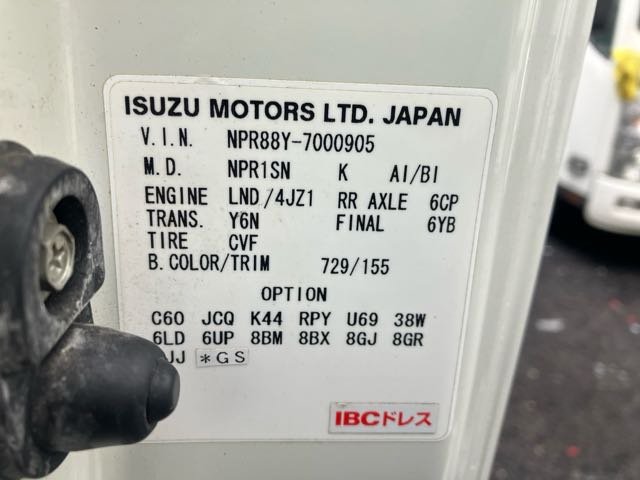 ISUZU MOTORS LTD. JAPAN
V.I.N. NPR88Y-7000905
M.D. NPR1SN K AI/BI
ENGINE LND/4JZ1 RR AXLE 6CP
TRANS. Y6N FINAL 6YB
TIRE CVF
B.COLOR/TRIM 729/155
OPTION
C60 JCQ K44 RPY U69 38W
6LD 6UP 8BM 8BX 8GJ 8GR
JJ *GS
IBCドレス